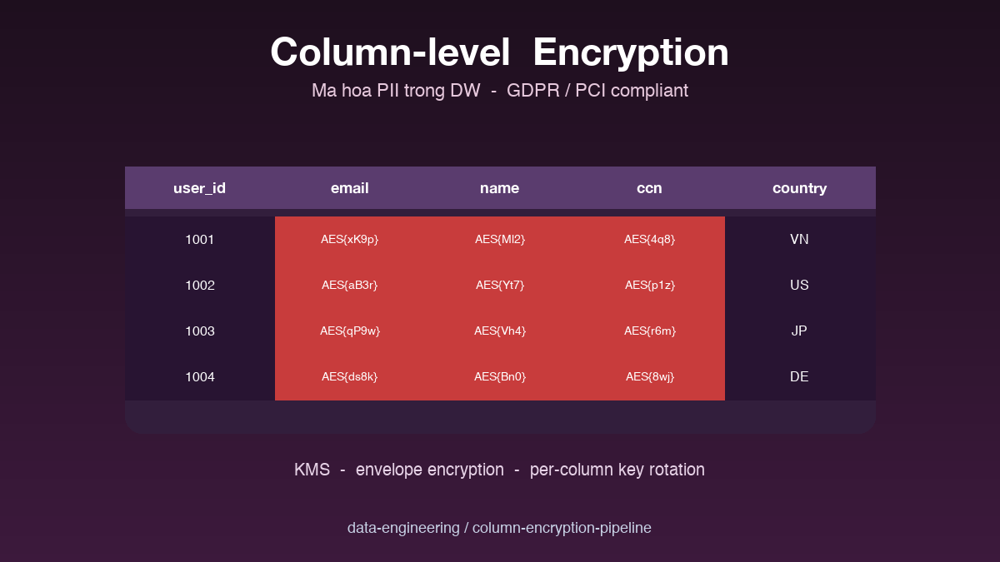 Column-level Encryption
Ma hoa PII trong DW - GDPR / PCI compliant
user_id email name ccn country
1001 AES{xK9p} AES{Ml2} AES{4q8} VN
1002 AES{aB3r} AES{Yt7} AES{p1z} US
1003 AES{qP9w} AES{Vh4} AES{r6m} JP
1004 AES{ds8k} AES{Bn0} AES{8wj} DE
KMS - envelope encryption - per-column key rotation
data-engineering / column-encryption-pipeline